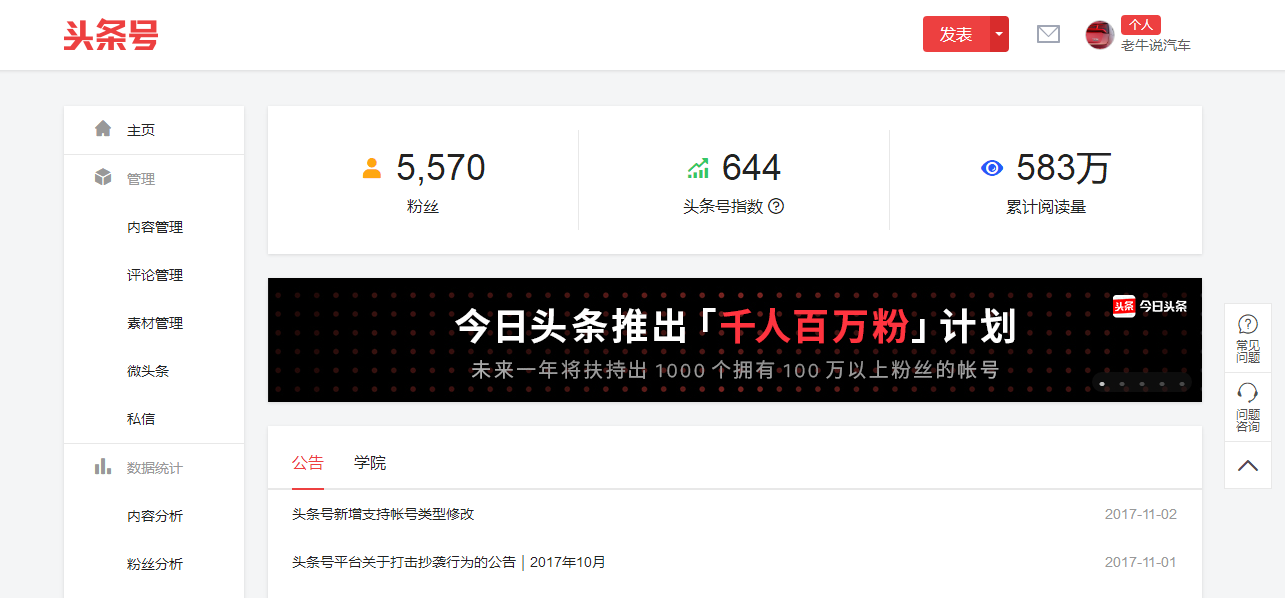 头条号
发表
个人
老牛说汽车
主页
管理
内容管理
评论管理
素材管理
微头条
私信
数据统计
内容分析
粉丝分析
5,570
粉丝
644
头条号指数
583万
累计阅读量
头条 今日头条
今日头条推出「千人百万粉」计划
未来一年将扶持出 1000 个拥有 100 万以上粉丝的帐号
公告 学院
头条号新增支持帐号类型修改 2017-11-02
头条号平台关于打击抄袭行为的公告｜2017年10月 2017-11-01
常见
问题
问题
咨询